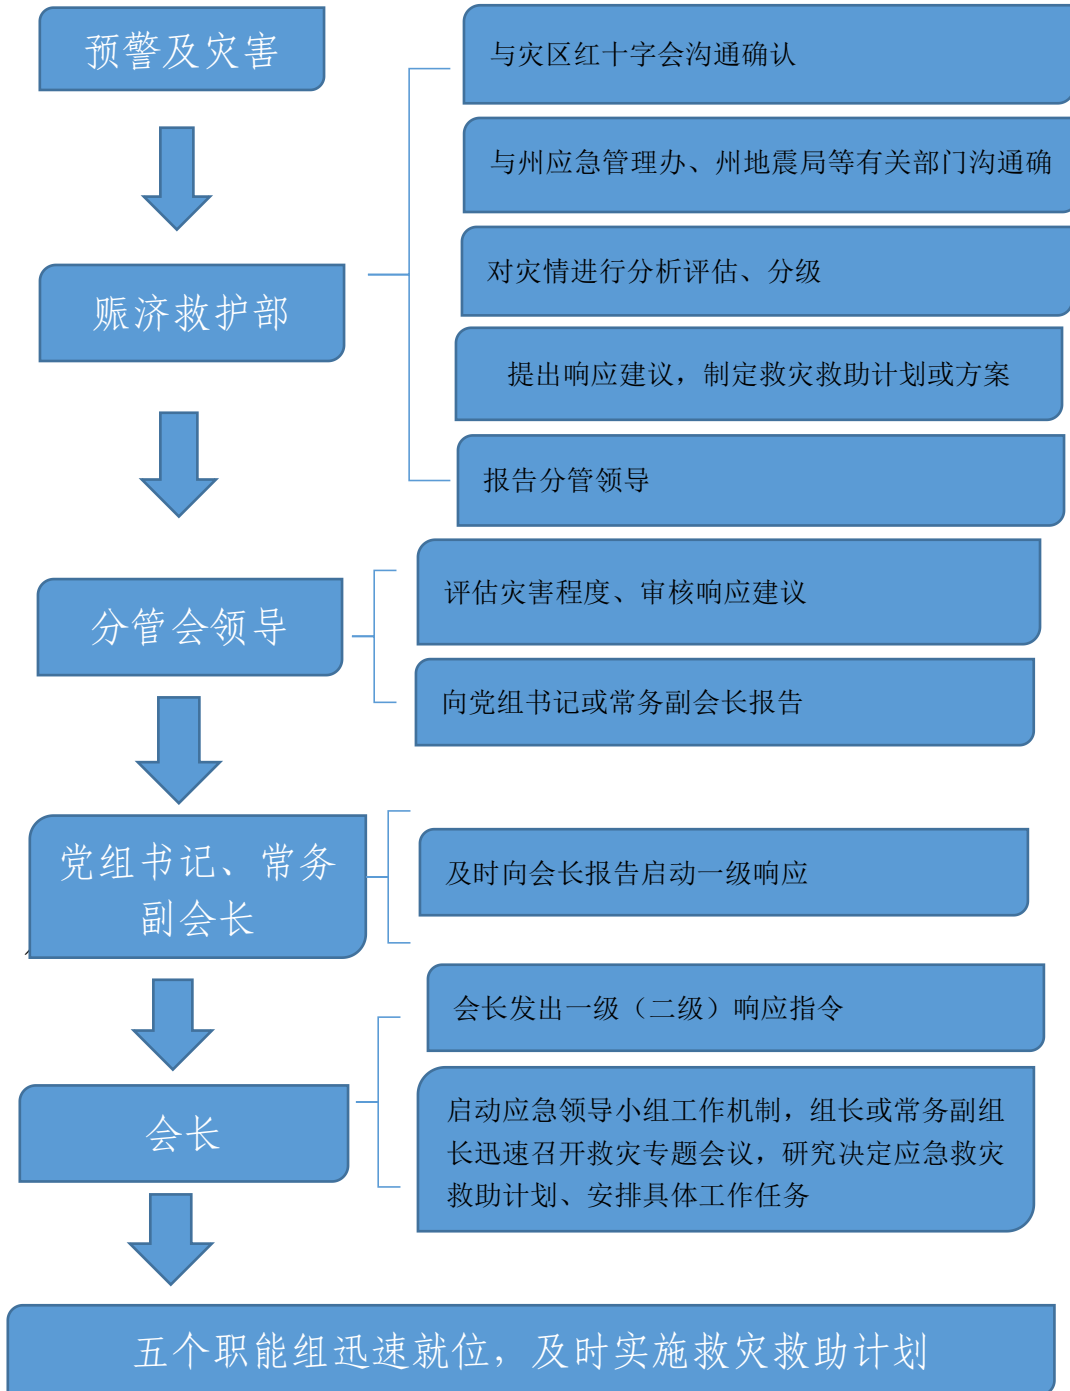 预警及灾害
与灾区红十字会沟通确认
与州应急管理办、州地震局等有关部门沟通确
赈济救护部
对灾情进行分析评估、分级
提出响应建议，制定救灾救助计划或方案
报告分管领导
分管会领导
评估灾害程度、审核响应建议
向党组书记或常务副会长报告
党组书记、常务
副会长
及时向会长报告启动一级响应
会长
会长发出一级（二级）响应指令
启动应急领导小组工作机制，组长或常务副组
长迅速召开救灾专题会议，研究决定应急救灾
救助计划、安排具体工作任务
五个职能组迅速就位，及时实施救灾救助计划